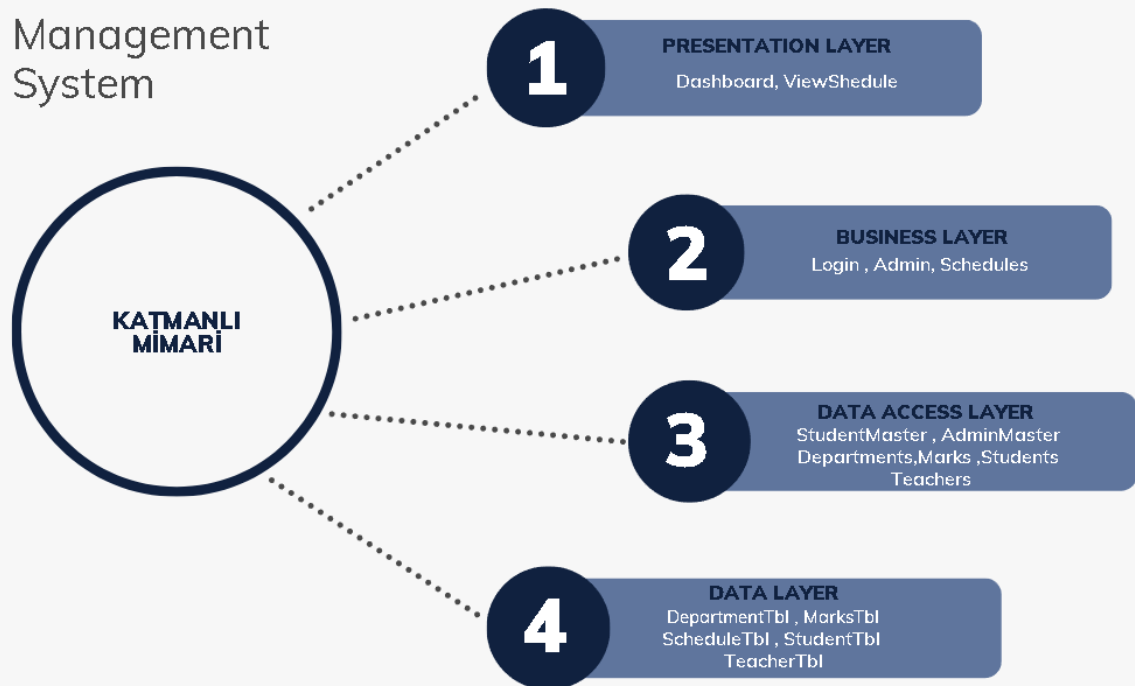 Management
System
1
PRESENTATION LAYER
Dashboard, ViewShedule
2
BUSINESS LAYER
Login , Admin, Schedules
KATMANLI
MİMARİ
3
DATA ACCESS LAYER
StudentMaster , AdminMaster
Departments,Marks ,Students
Teachers
4
DATA LAYER
DepartmentTbl , MarksTbl
ScheduleTbl , StudentTbl
TeacherTbl